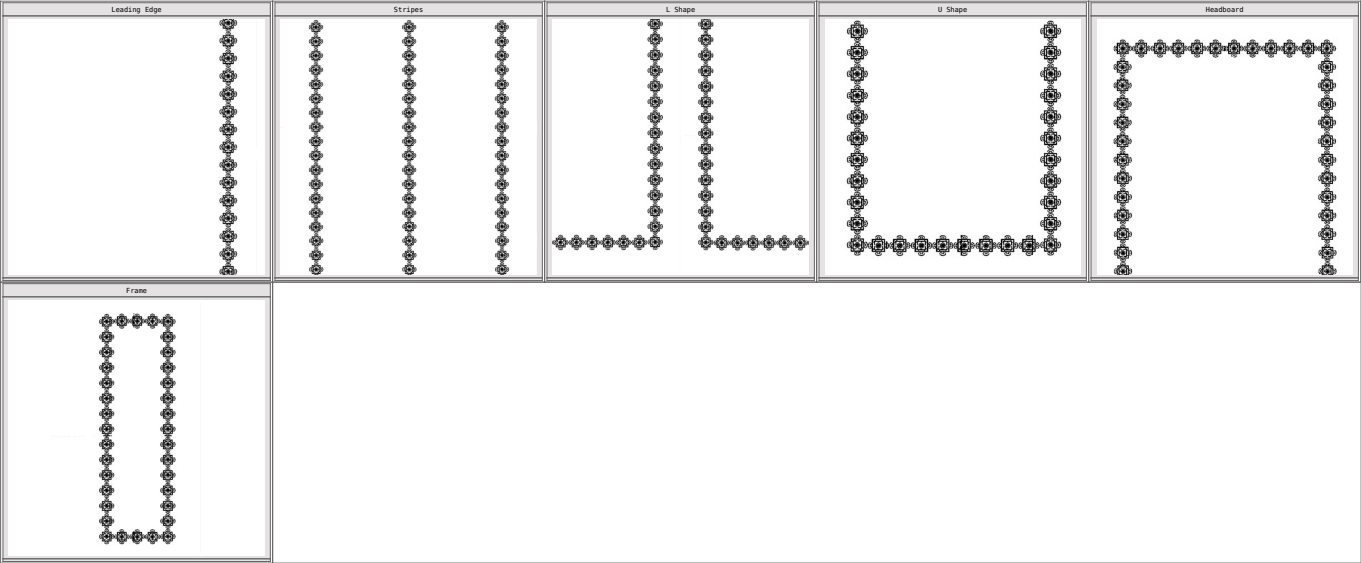 Leading Edge
Stripes
L Shape
U Shape
Headboard
Frame